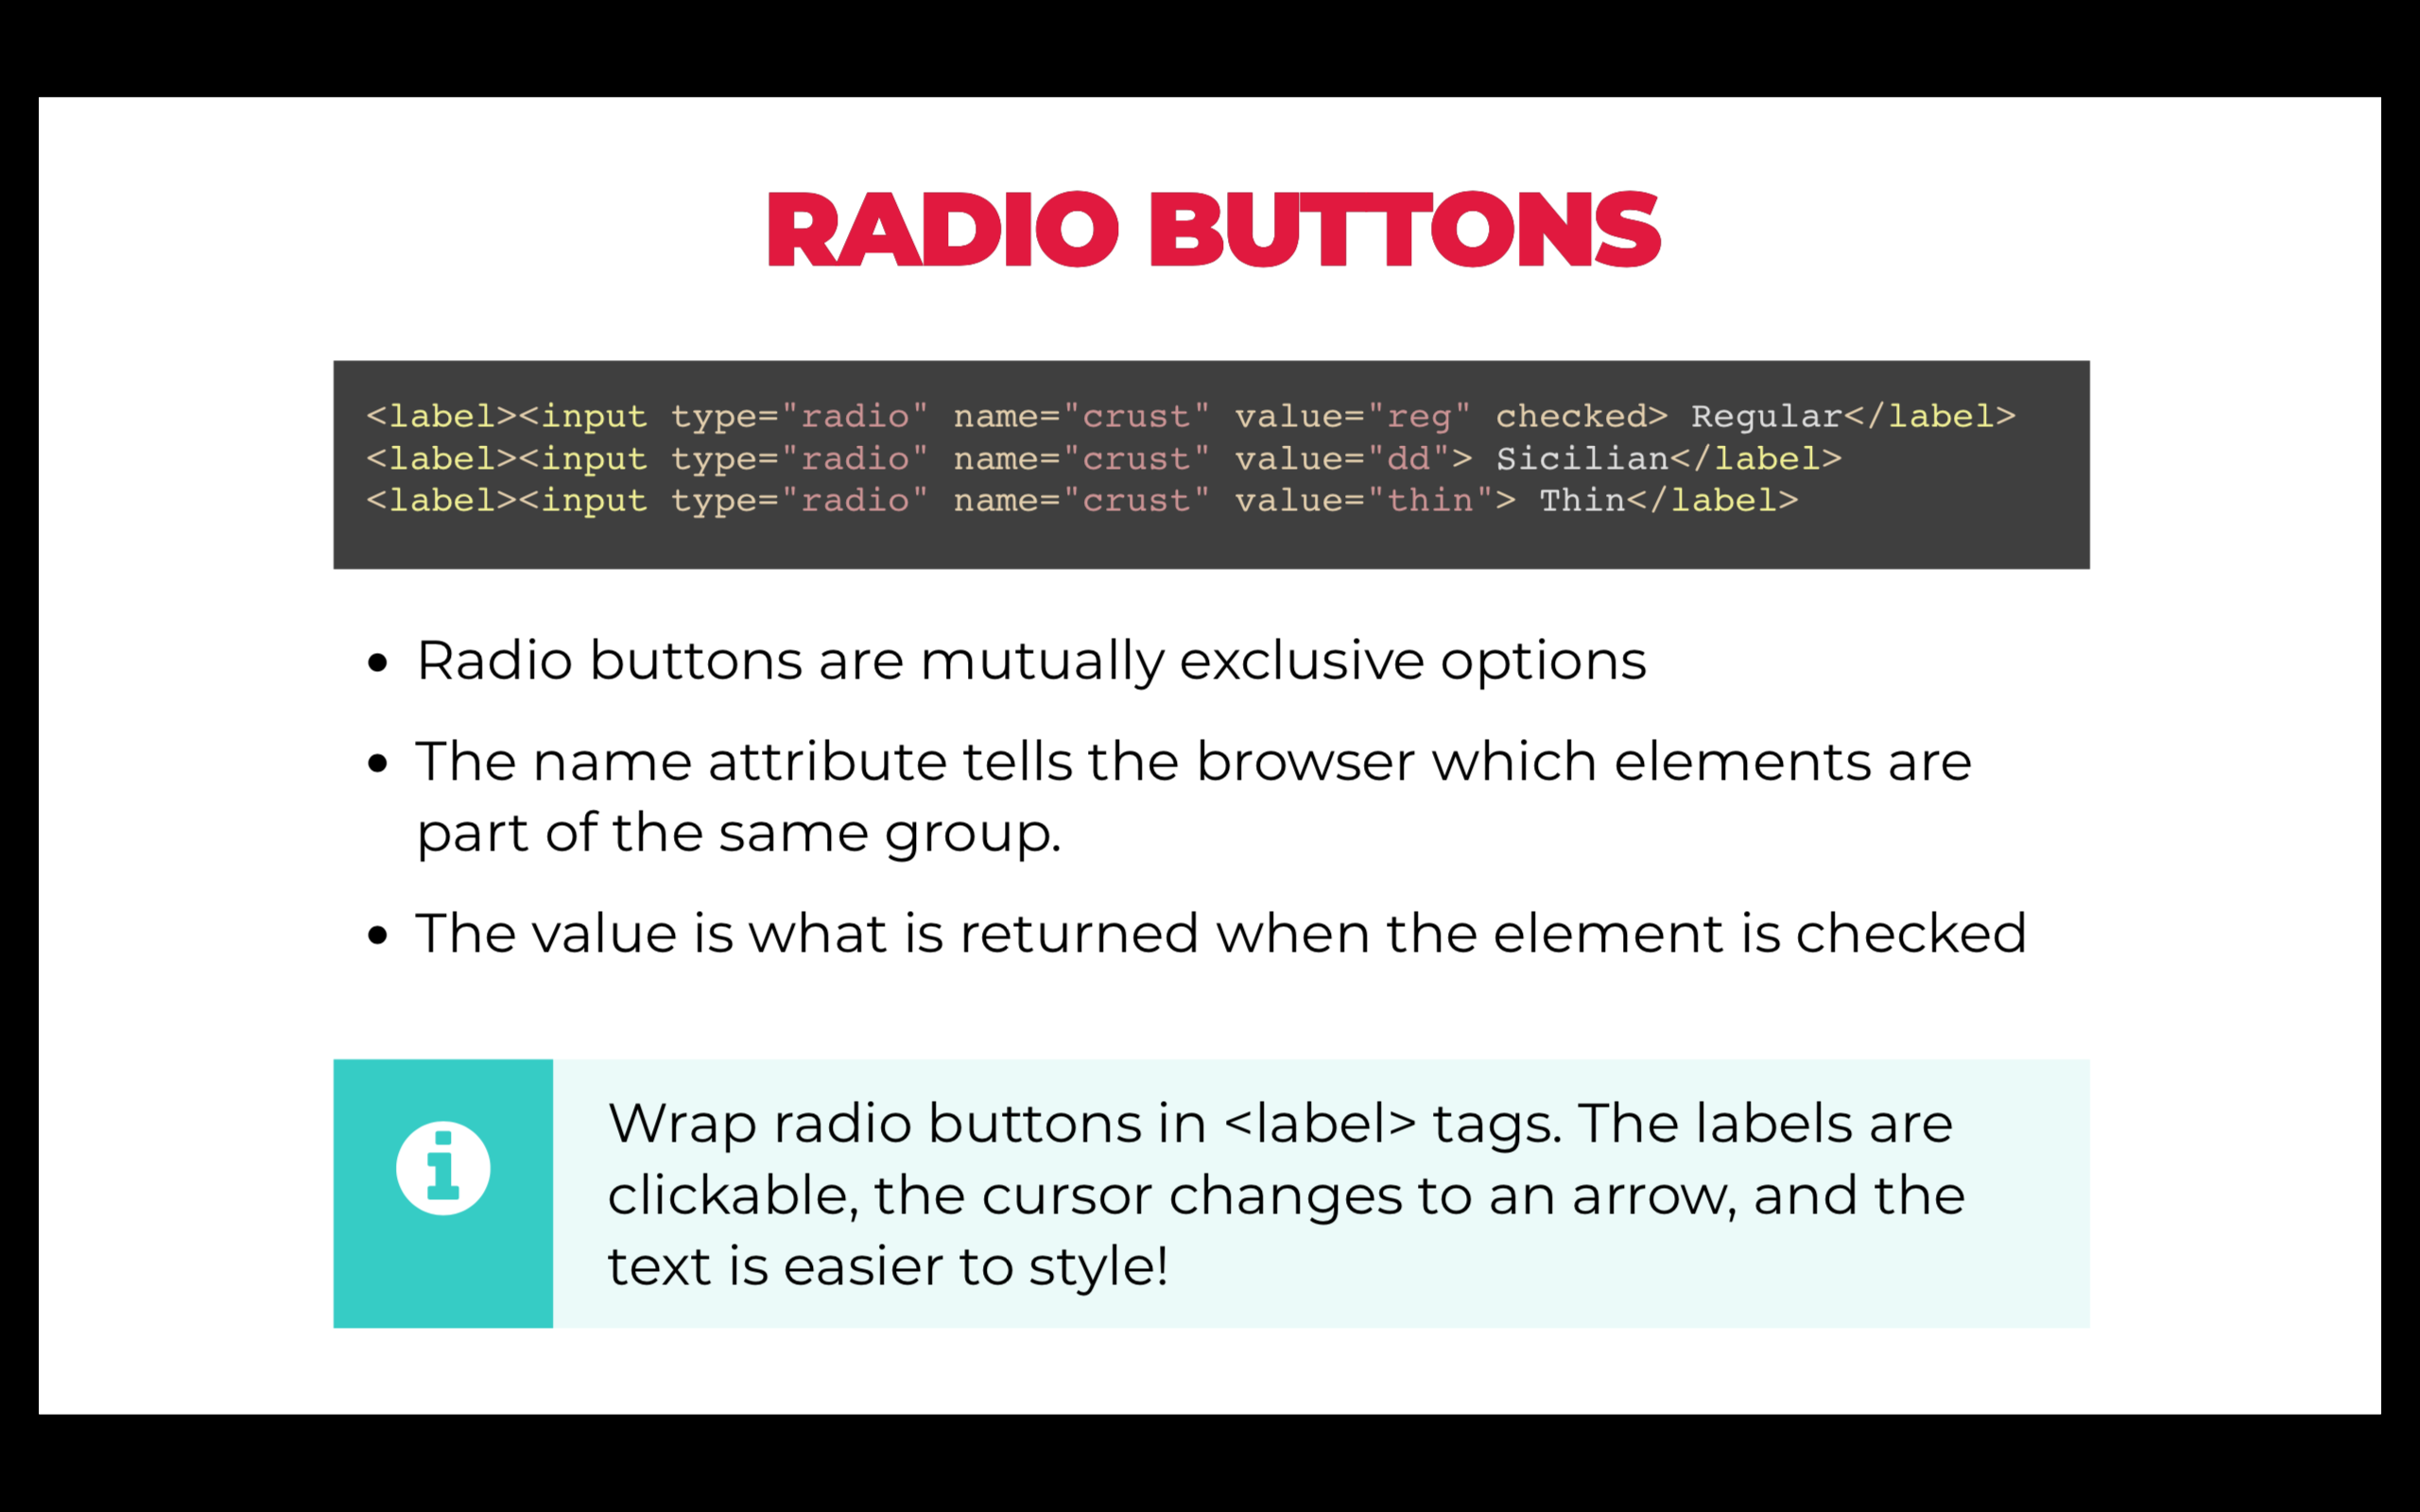 RADIO BUTTONS
<label><input type="radio" name="crust" value="reg" checked> Regular</label>
<label><input type="radio" name="crust" value="dd"> Sicilian</label>
<label><input type="radio" name="crust" value="thin"> Thin</label>
• Radio buttons are mutually exclusive options
• The name attribute tells the browser which elements are
part of the same group.
• The value is what is returned when the element is checked
Wrap radio buttons in <label> tags. The labels are
clickable, the cursor changes to an arrow, and the
text is easier to style!